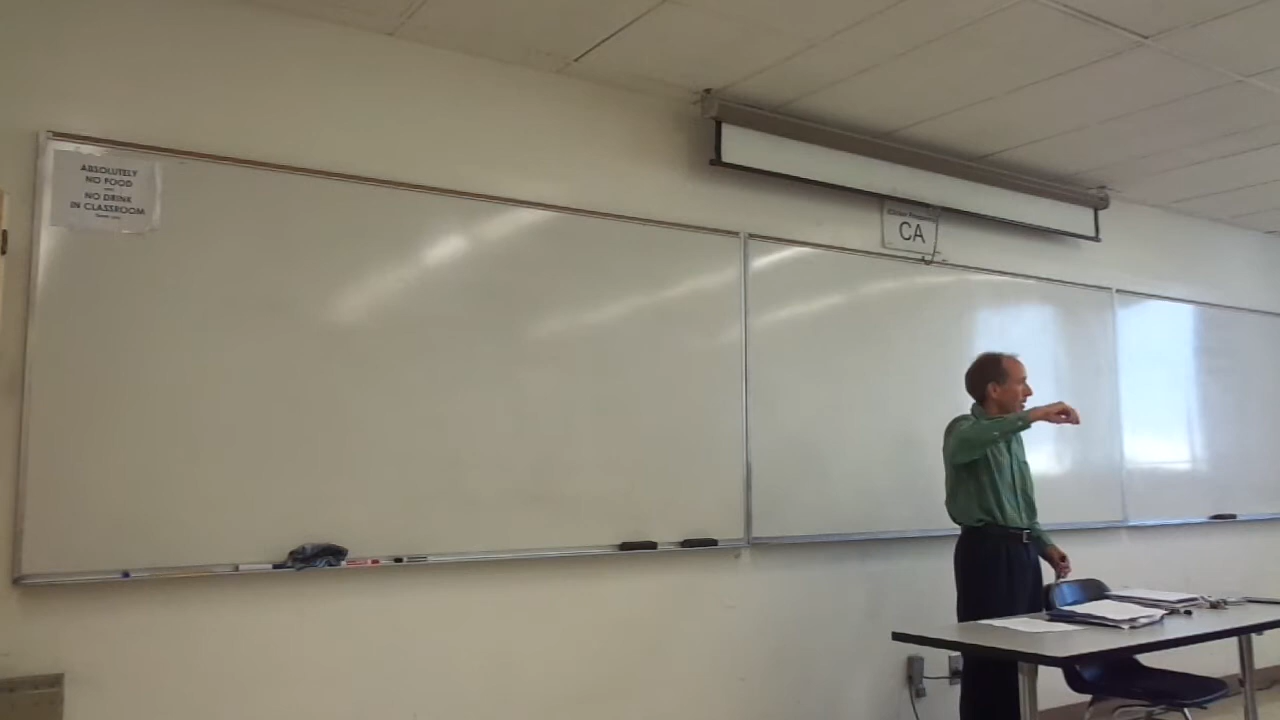 ABSOLUTELY
NO FOOD
NO DRINK
IN CLASSROOM
CA